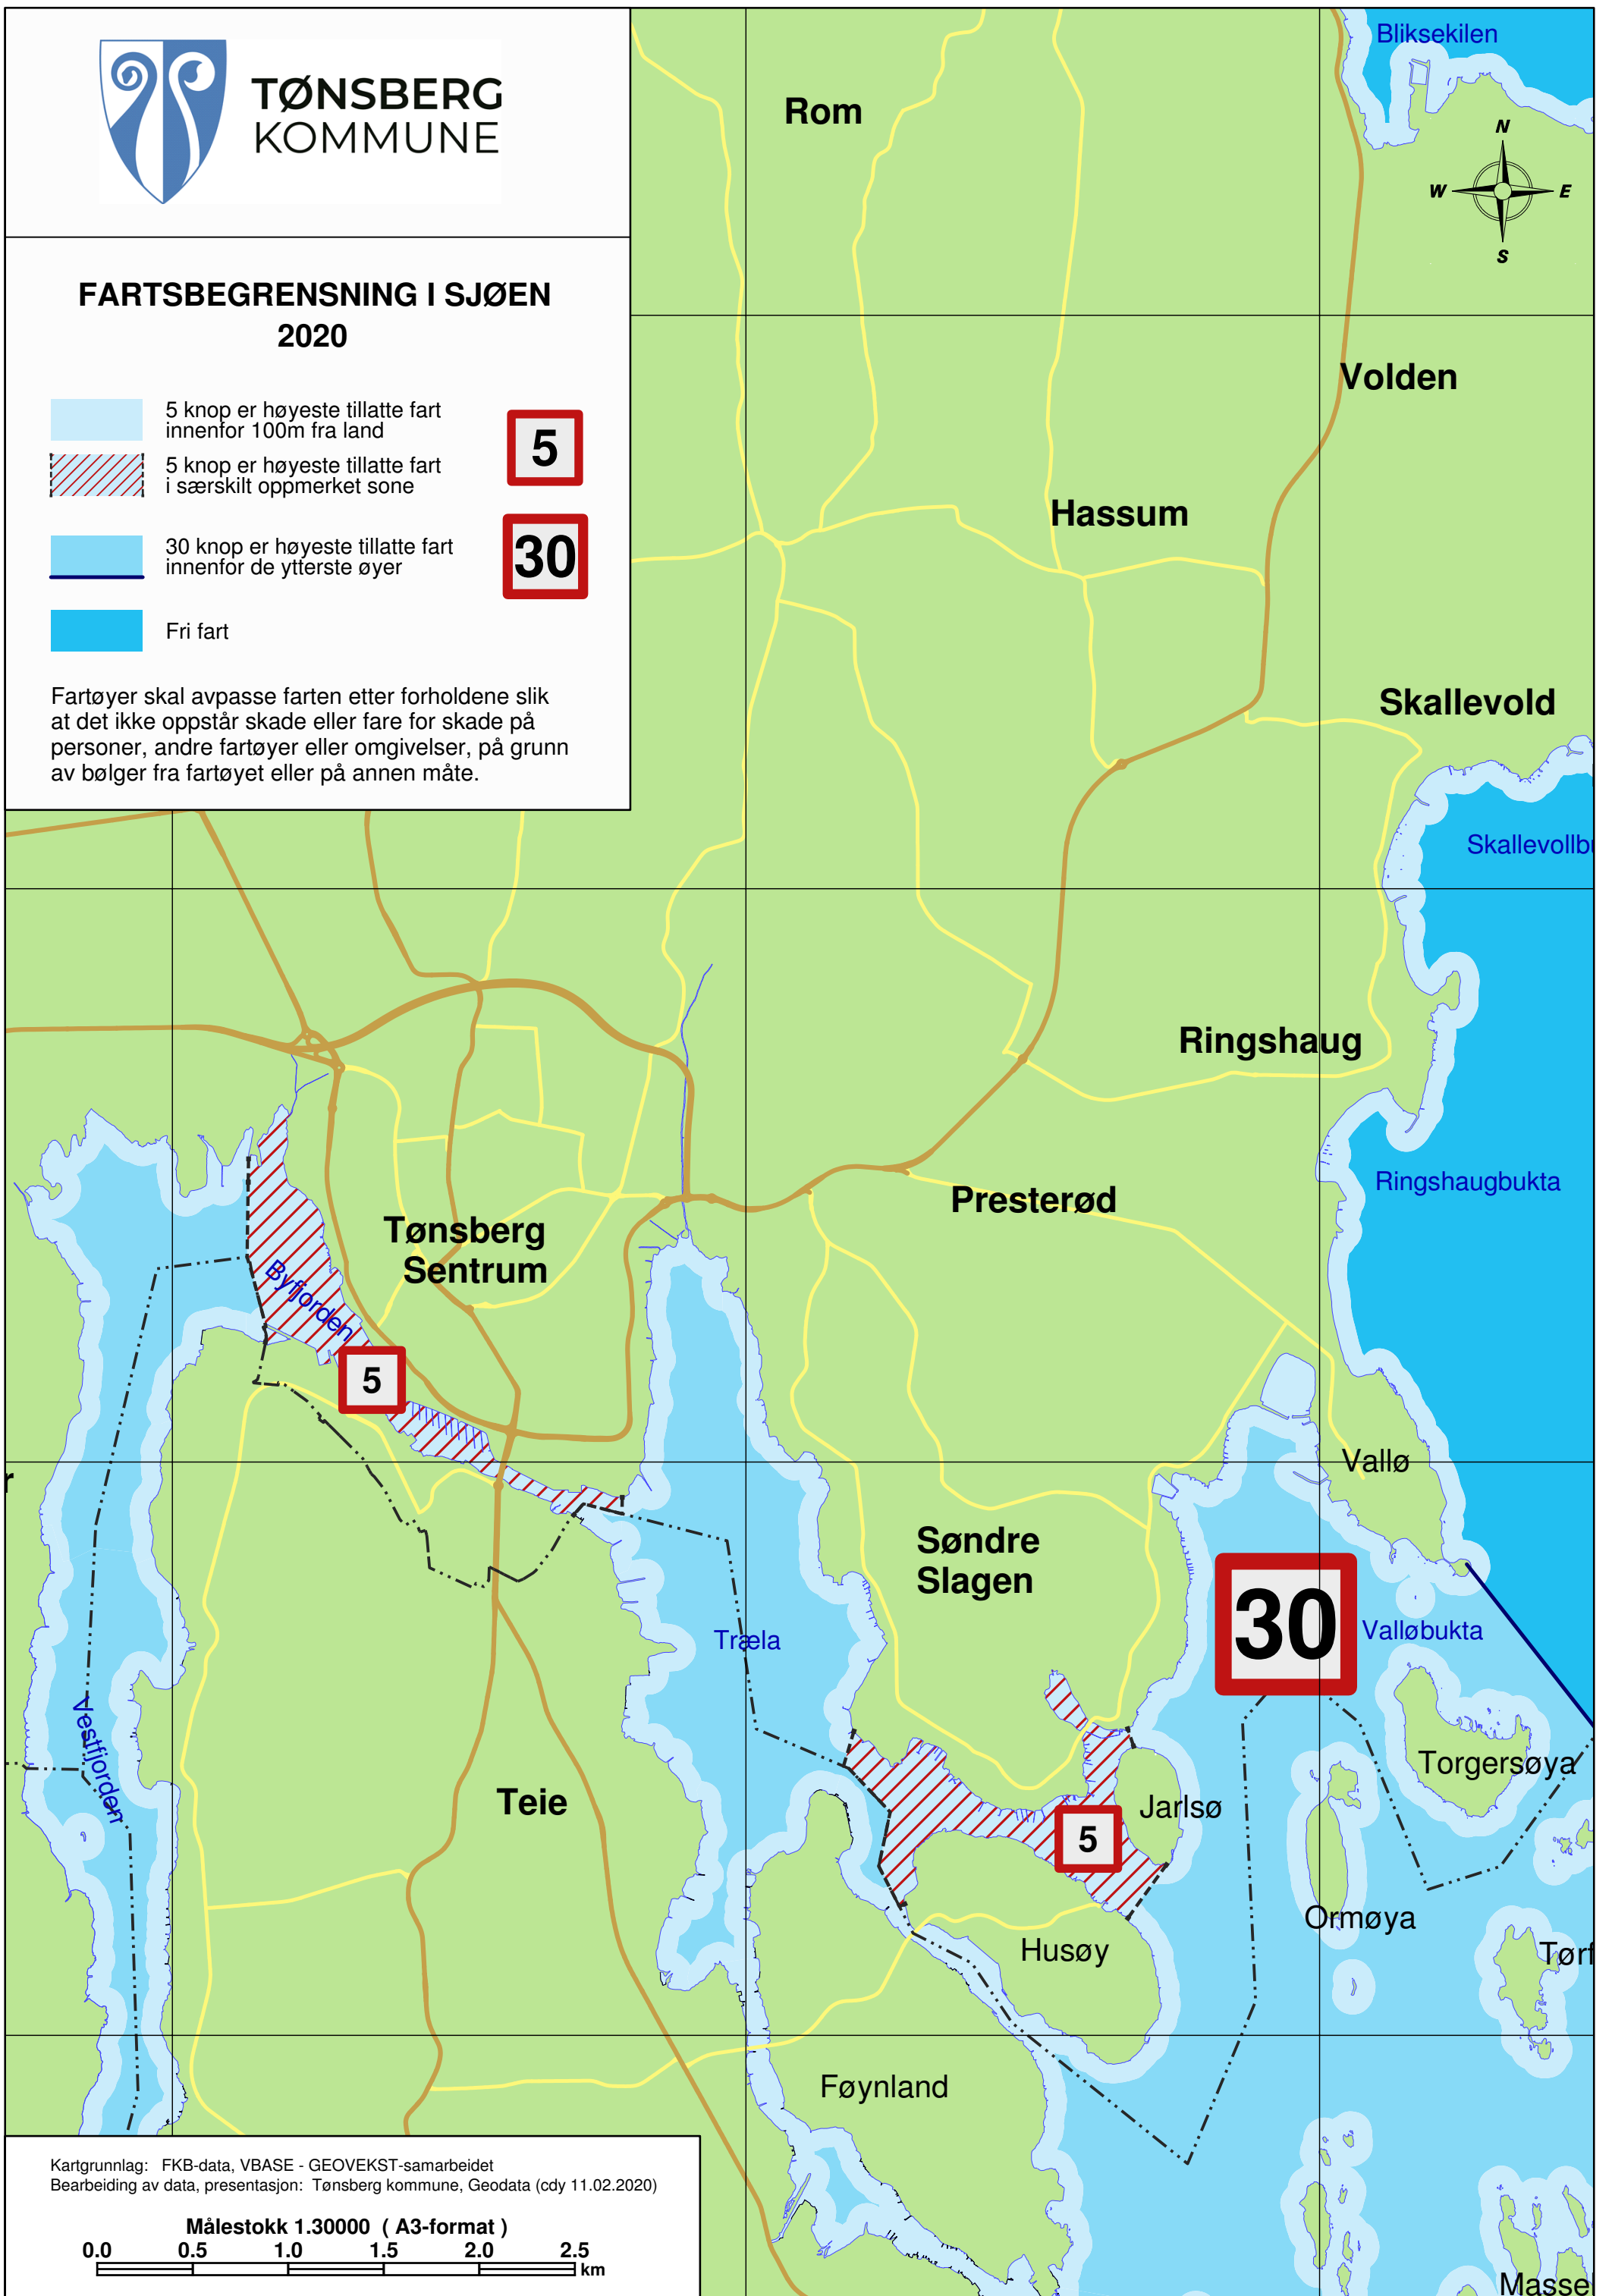 TØNSBERG
KOMMUNE
FARTSBEGRENSNING I SJØEN
2020
5 knop er høyeste tillatte fart
innenfor 100m fra land
5 knop er høyeste tillatte fart
i særskilt oppmerket sone
5
30 knop er høyeste tillatte fart
innenfor de ytterste øyer
30
Fri fart
Fartøyer skal avpasse farten etter forholdene slik
at det ikke oppstår skade eller fare for skade på
personer, andre fartøyer eller omgivelser, på grunn
av bølger fra fartøyet eller på annen måte.
Bliksekilen
Rom
N
W E
S
Volden
Hassum
Skallevold
Skallevollbu
Ringshaug
Ringshaugbukta
Presterød
Tønsberg
Sentrum
Byfjorden
5
Vallø
r
Søndre
Slagen
30
Valløbukta
Træla
Vestfjorden
Torgersøya
Teie
Jarlsø
5
Ormøya
Husøy
Tørf
Føynland
Kartgrunnlag: FKB-data, VBASE - GEOVEKST-samarbeidet
Bearbeiding av data, presentasjon: Tønsberg kommune, Geodata (cdy 11.02.2020)
Målestokk 1.30000 ( A3-format )
0.0 0.5 1.0 1.5 2.0 2.5
km
Massel